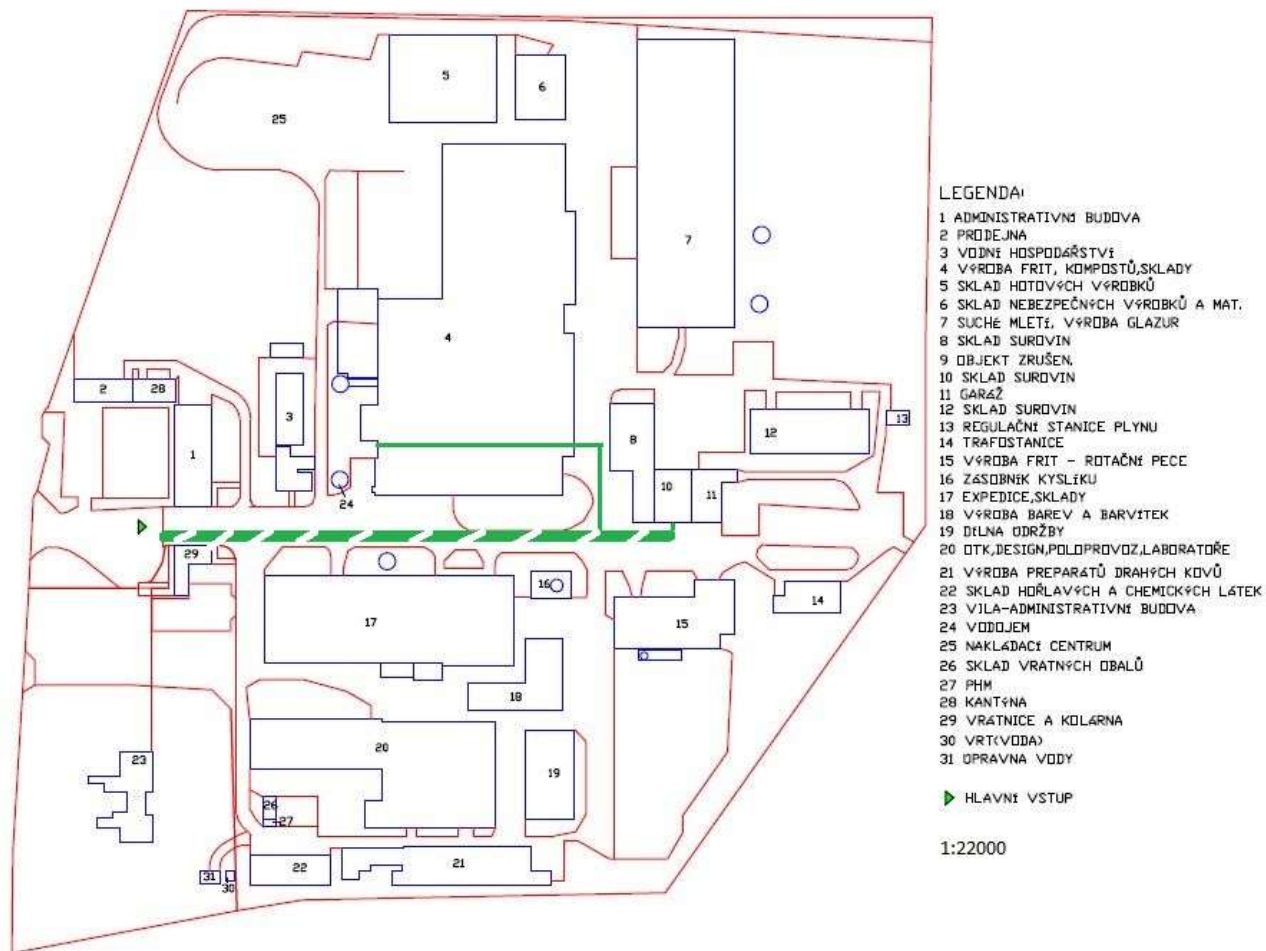 5
6
25
7
4
2
28
3
1
8
12
13
10
11
24
29
16
17
15
14
18
20
19
23
26
27
21
22
31
30
LEGENDA:
1 ADMINISTRATIVNÍ BUDOVA
2 PRODEJNA
3 VODNÍ HOSPODÁŘSTVÍ
4 VÝROBA FRIT, KOMPOSTŮ,SKLADY
5 SKLAD HOTOVÝCH VÝROBKŮ
6 SKLAD NEBEZPEČNÝCH VÝROBKŮ A MAT.
7 SUCHÉ MLETÍ, VÝROBA GLAZUR
8 SKLAD SUROVIN
9 OBJEKT ZRUŠEN.
10 SKLAD SUROVIN
11 GARÁŽ
12 SKLAD SUROVIN
13 REGULAČNÍ STANICE PLYNU
14 TRAFOSTANICE
15 VÝROBA FRIT - ROTAČNÍ PECE
16 ZÁSOBNÍK KYSLÍKU
17 EXPEDICE,SKLADY
18 VÝROBA BAREV A BARVÍTEK
19 DÍLNA ODRŽBY
20 OTK,DESIGN,POLOPROVOZ,LABORATOŘE
21 VÝROBA PREPARÁTŮ DRAHÝCH KOVŮ
22 SKLAD HOŘLAVÝCH A CHEMICKÝCH LÁTEK
23 VILA-ADMINISTRATIVNÍ BUDOVA
24 VODOJEM
25 NAKLÁDACÍ CENTRUM
26 SKLAD VRATNÝCH OBALŮ
27 PHM
28 KANTÝNA
29 VRÁTNICE A KOLÁRNA
30 VRT(VODA)
31 ÚPRAVNA VODY
HLAVNÍ VSTUP
1:22000